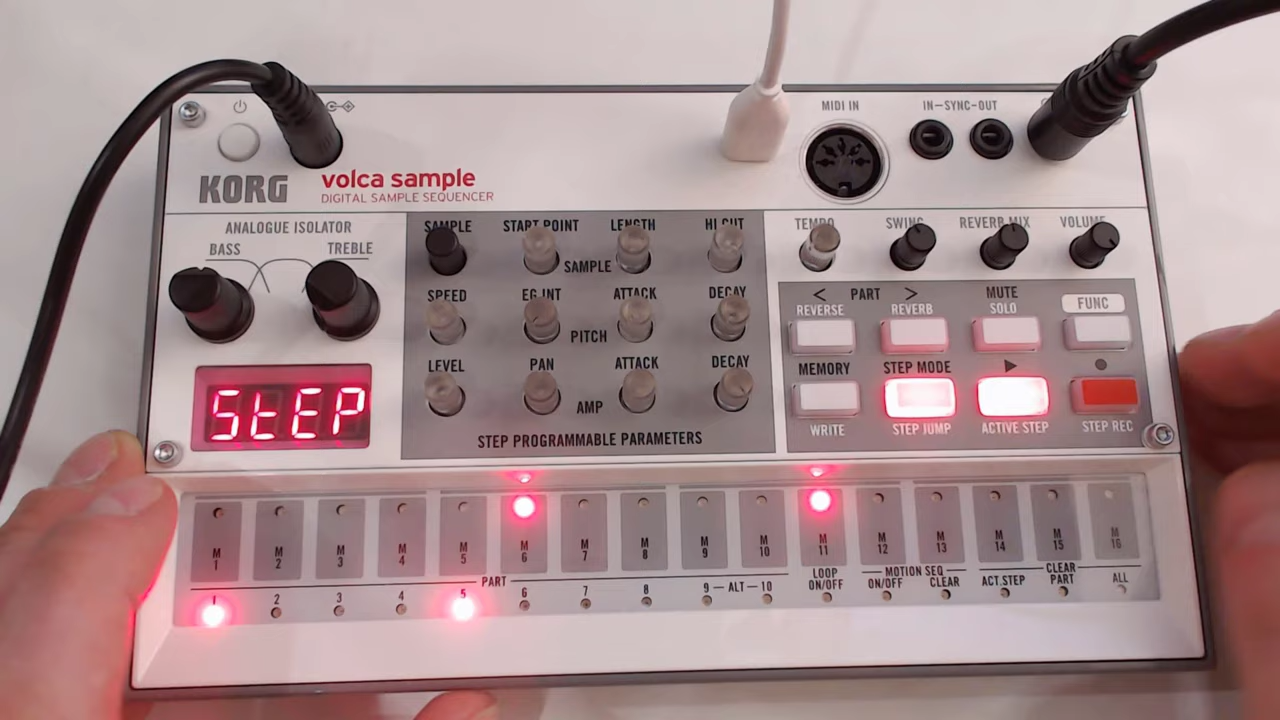 MIDI IN
IN-SYNC-OUT
KORG
volca sample
DIGITAL SAMPLE SEQUENCER
ANALOGUE ISOLATOR
BASS
TREBLE
SAMPLE START POINT LENGTH HI CUT
SAMPLE
SPEED EG INT ATTACK DECAY
PITCH
LEVEL PAN ATTACK DECAY
AMP
STEP PROGRAMMABLE PARAMETERS
TEMPO SWING REVERB MIX VOLUME
< PART > MUTE FUNC
REVERSE REVERB SOLO
MEMORY STEP MODE
WRITE STEP JUMP ACTIVE STEP STEP REC
StEP
M 1 M 2 M 3 M 4 M 5 M 6 M 7 M 8 M 9 M 10 M 11 M 12 M 13 M 14 M 15 M 16
PART
LOOP ON/OFF
MOTION SEQ
ON/OFF CLEAR
ACT.STEP
CLEAR
PART ALL
1 2 3 4 5 6 7 8 9 - ALT - 10